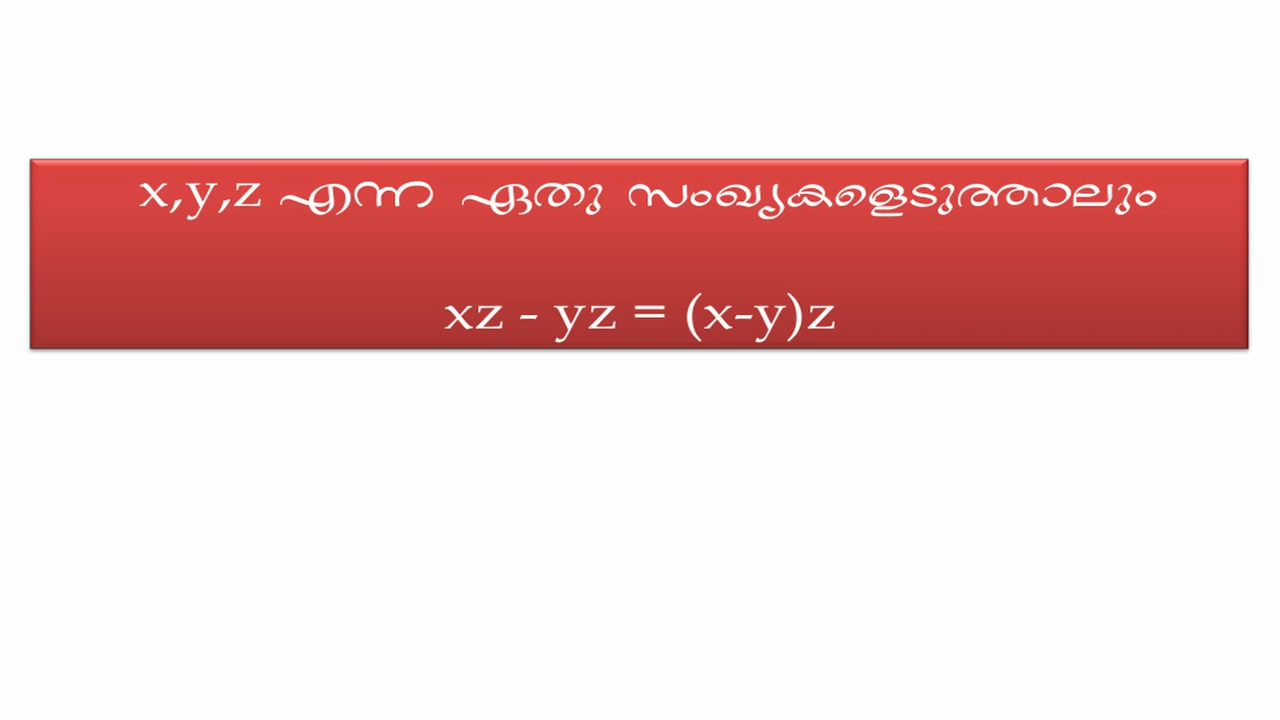 x,y,z എന്ന ഏതു സംഖ്യകളെടുത്താലും
xz - yz = (x-y)z